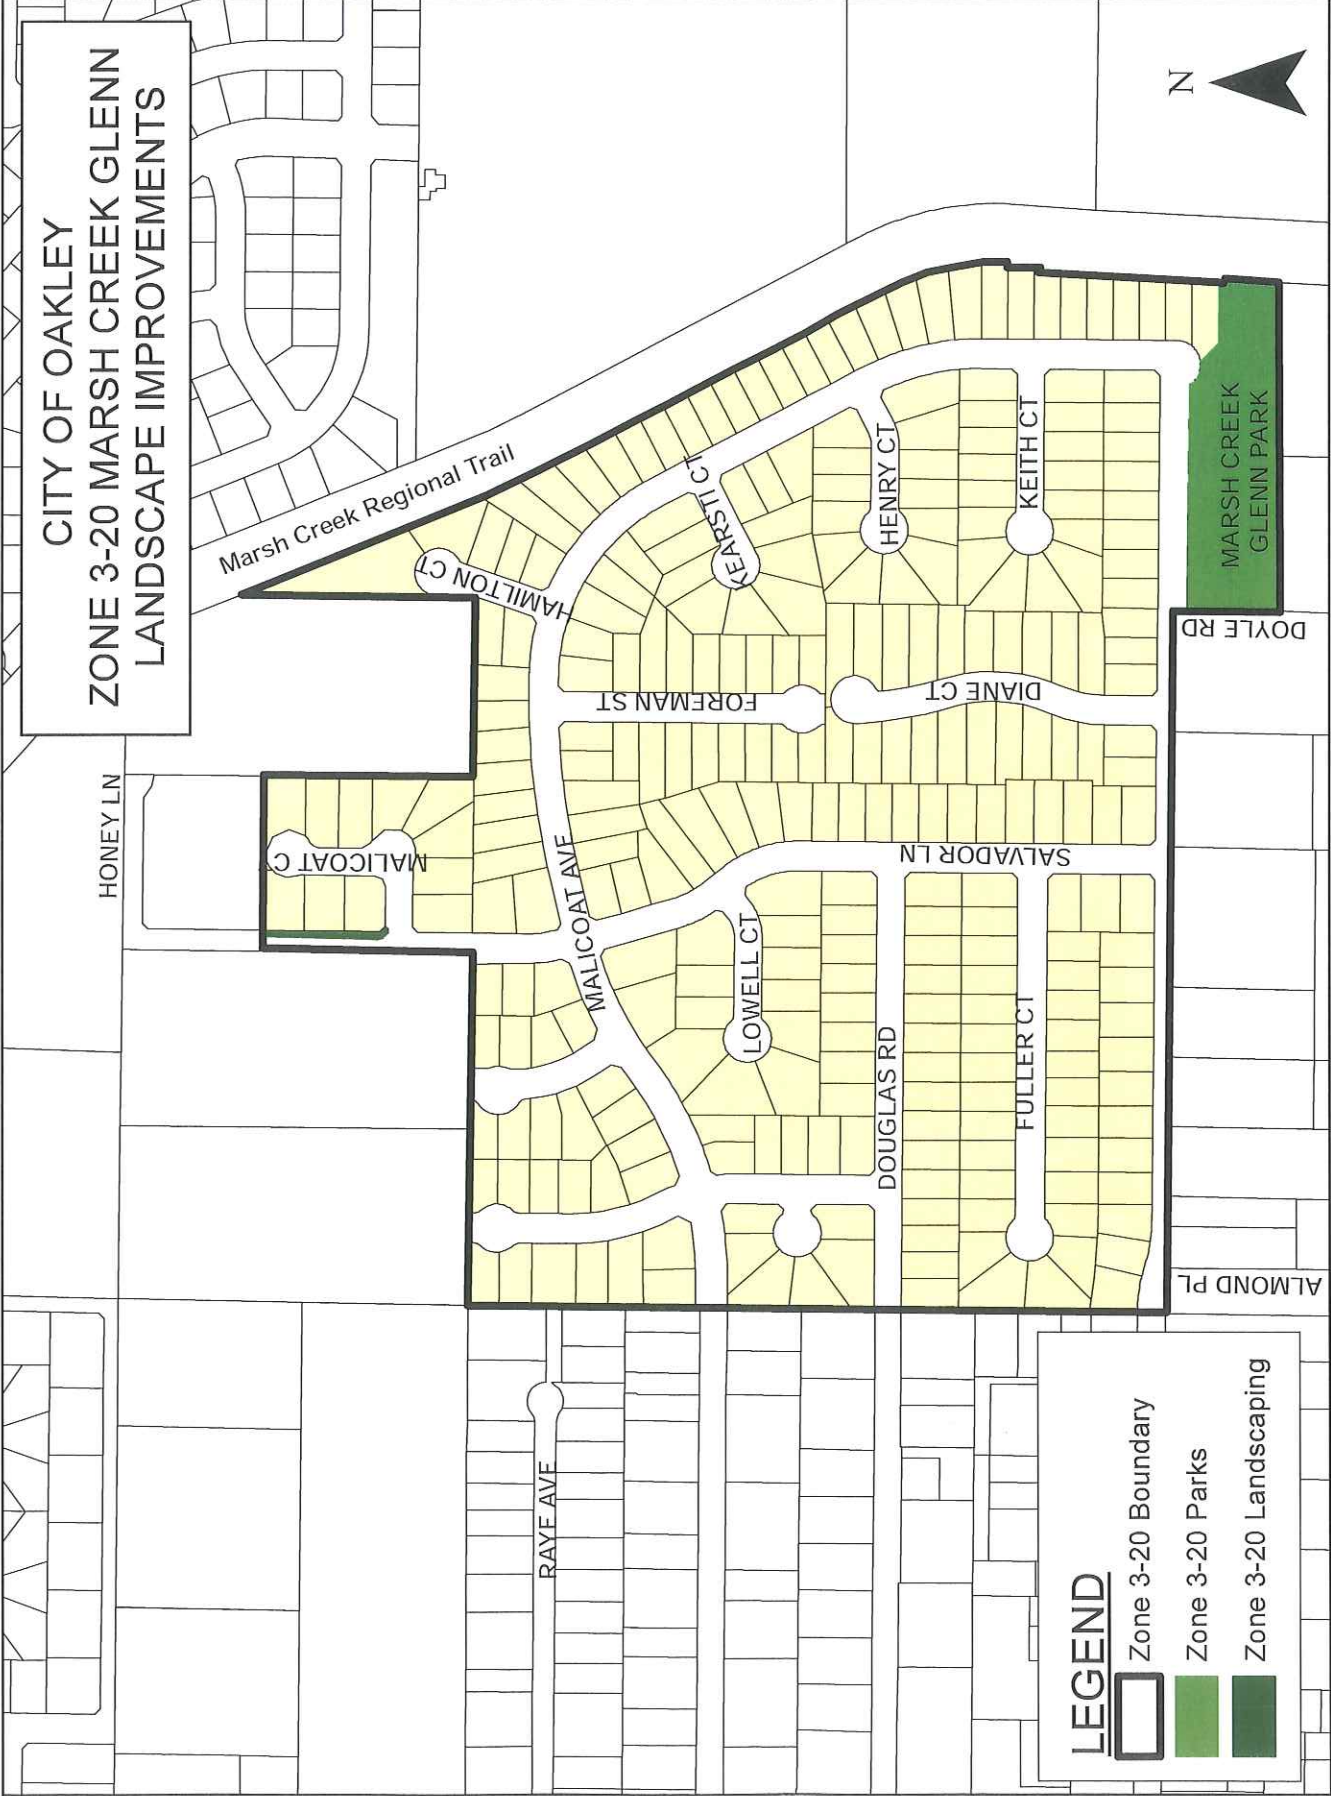 CITY OF OAKLEY
ZONE 3-20 MARSH CREEK GLENN
LANDSCAPE IMPROVEMENTS
N
HONEY LN
Marsh Creek Regional Trail
MALICOAT C
HAMILTON CT
RAYE AVE
MALICOAT AVE
FOREMAN ST
KEARSTI CT
LOWELL CT
HENRY CT
DOUGLAS RD
SALVADOR LN
DIANE CT
KEITH CT
FULLER CT
MARSH CREEK
GLENN PARK
DOYLE RD
ALMOND PL
LEGEND
Zone 3-20 Boundary
Zone 3-20 Parks
Zone 3-20 Landscaping